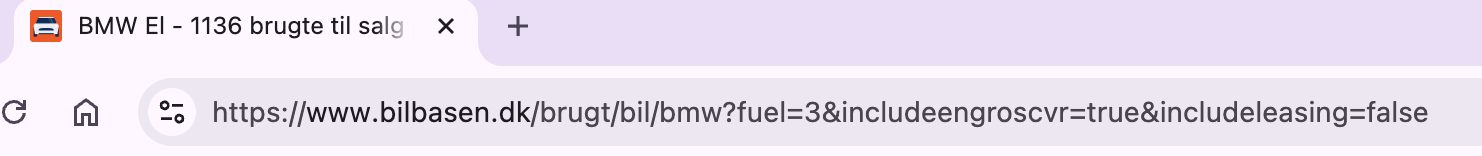 BMW El - 1136 brugte til salg
https://www.bilbasen.dk/brugt/bil/bmw?fuel=3&includeengroscvr=true&includeleasing=false